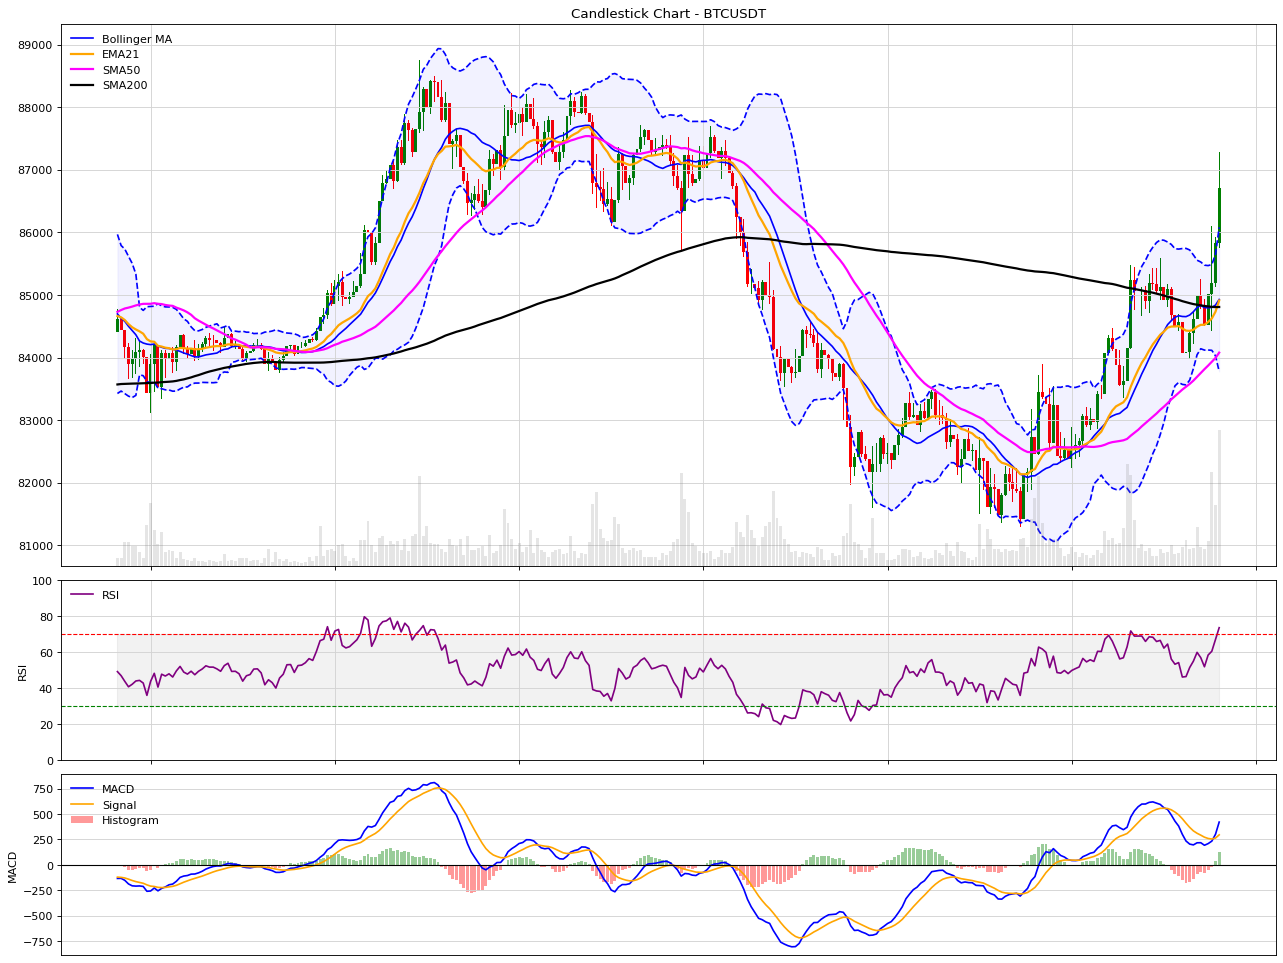 Candlestick Chart - BTCUSDT
Bollinger MA
EMA21
SMA50
SMA200
89000
88000
87000
86000
85000
84000
83000
82000
81000
RSI
100
80
60
40
20
0
RSI
MACD
Signal
Histogram
750
500
250
0
−250
−500
−750
MACD